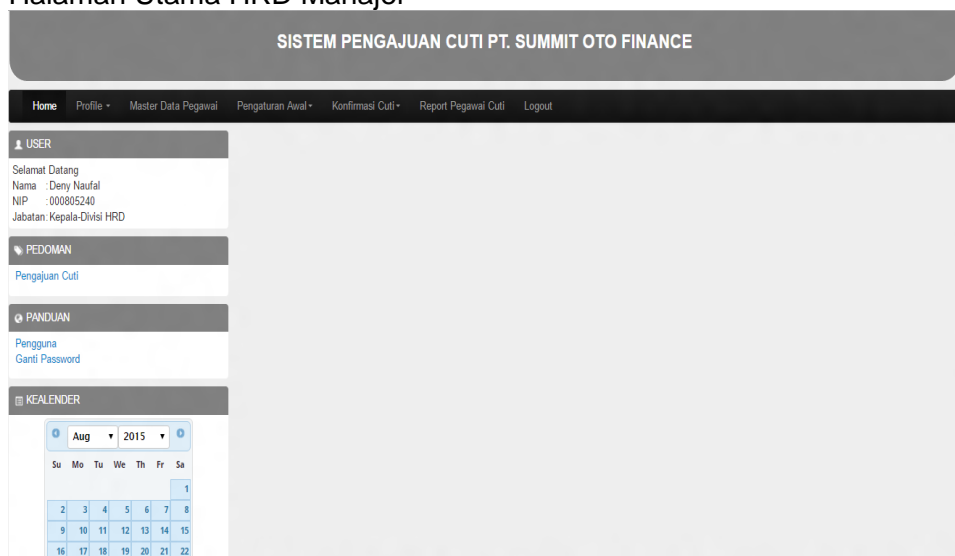 Halaman Utama HRD Manajer
SISTEM PENGAJUAN CUTI PT. SUMMIT OTO FINANCE
Home Profile Master Data Pegawai Pengaturan Awal Konfirmasi Cuti Report Pegawai Cuti Logout
USER
Selamat Datang
Nama :Deny Naufal
NIP :000805240
Jabatan:Kepala-Divisi HRD
PEDOMAN
Pengajuan Cuti
PANDUAN
Pengguna
Ganti Password
KEALENDER
Aug 2015
Su Mo Tu We Th Fr Sa
1
2 3 4 5 6 7 8
9 10 11 12 13 14 15
16 17 18 19 20 21 22